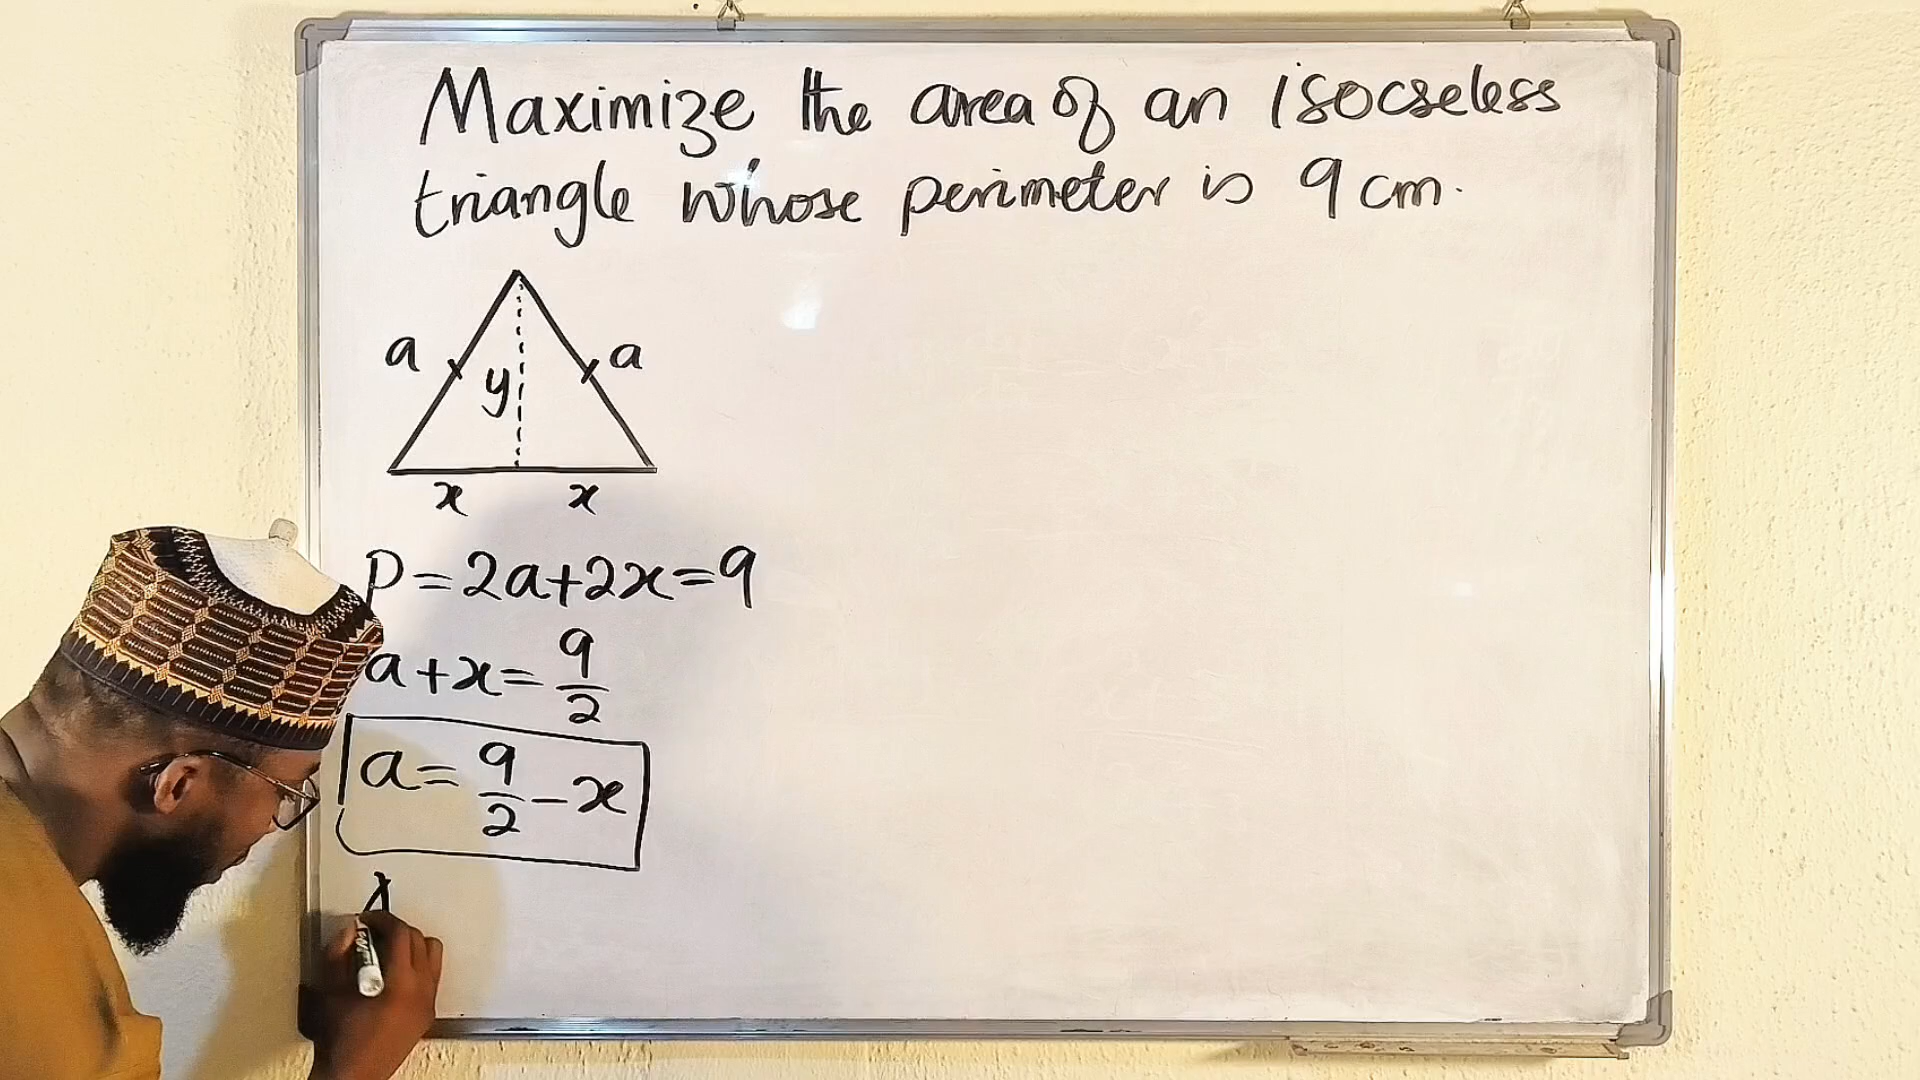 Maximize the area of an isocseless
triangle whose perimeter is 9 cm.
a a
y
x x
P=2a+2x=9
a+x=9/2
a=9/2-x
A